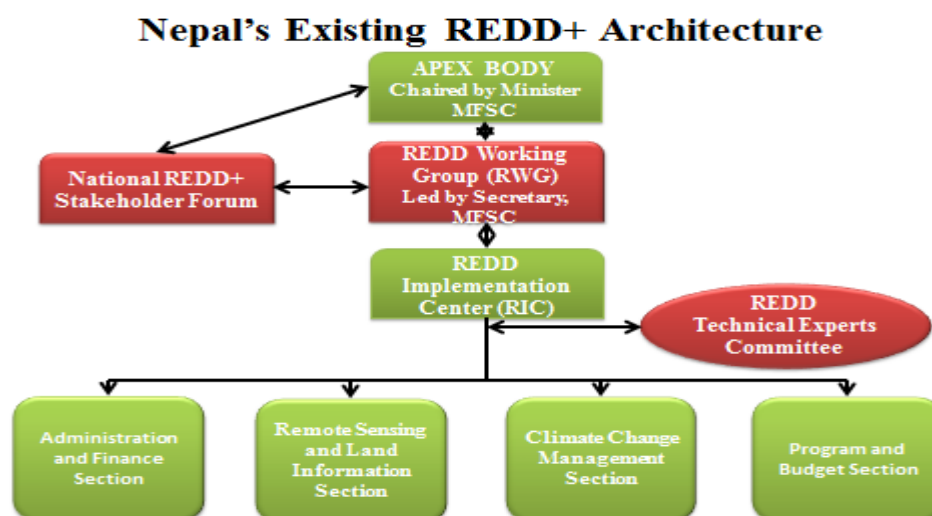 Nepal's Existing REDD+ Architecture
APEX BODY
Chaired by Minister
MFSC
REDD Working
Group (RWG)
Led by Secretary,
MFSC
National REDD+
Stakeholder Forum
REDD
Implementation
Center (RIC)
REDD
Technical Experts
Committee
Administration
and Finance
Section
Remote Sensing
and Land
Information
Section
Climate Change
Management
Section
Program and
Budget Section